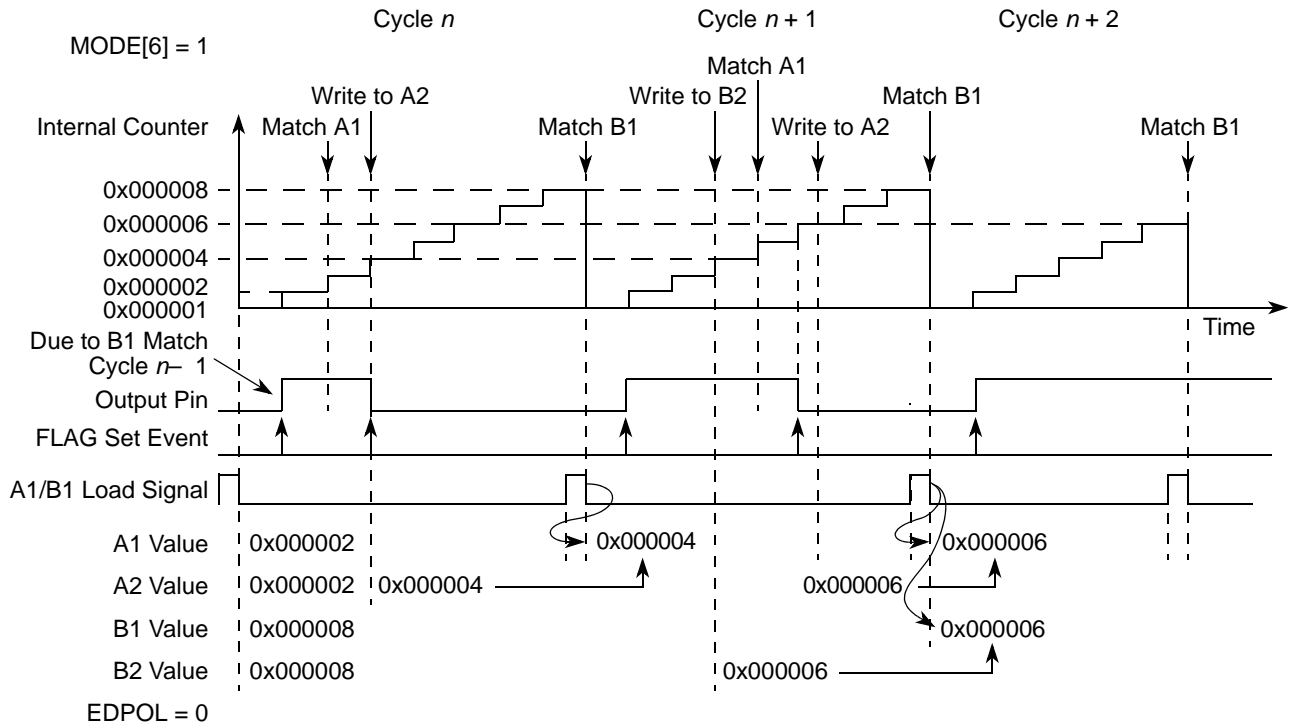 Cycle n Cycle n + 1 Cycle n + 2
MODE[6] = 1
Match A1
Write to A2 Write to B2 Match B1
Internal Counter Match A1 Match B1 Write to A2 Match B1
0x000008
0x000006
0x000004
0x000002
0x000001
Time
Due to B1 Match
Cycle n– 1
Output Pin
FLAG Set Event
A1/B1 Load Signal
A1 Value 0x000002 0x000004 0x000006
A2 Value 0x000002 0x000004 0x000006
B1 Value 0x000008 0x000006
B2 Value 0x000008 0x000006
EDPOL = 0